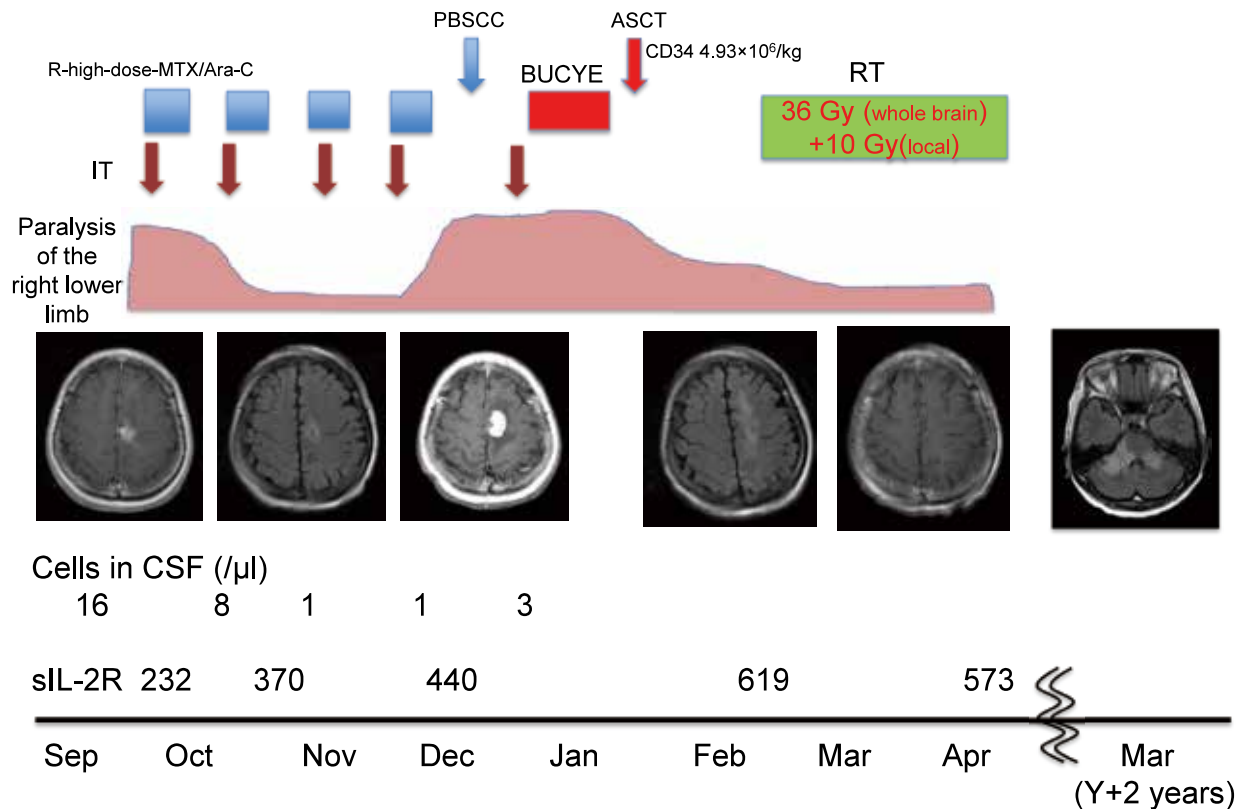 PBSCC
ASCT
CD34 4.93×10⁶/kg
R-high-dose-MTX/Ara-C
BUCYE
RT
36 Gy (whole brain)
+10 Gy(local)
IT
Paralysis
of the
right lower
limb
Cells in CSF (/µl)
16 8 1 1 3
sIL-2R 232 370 440 619 573
Sep Oct Nov Dec Jan Feb Mar Apr Mar
(Y+2 years)